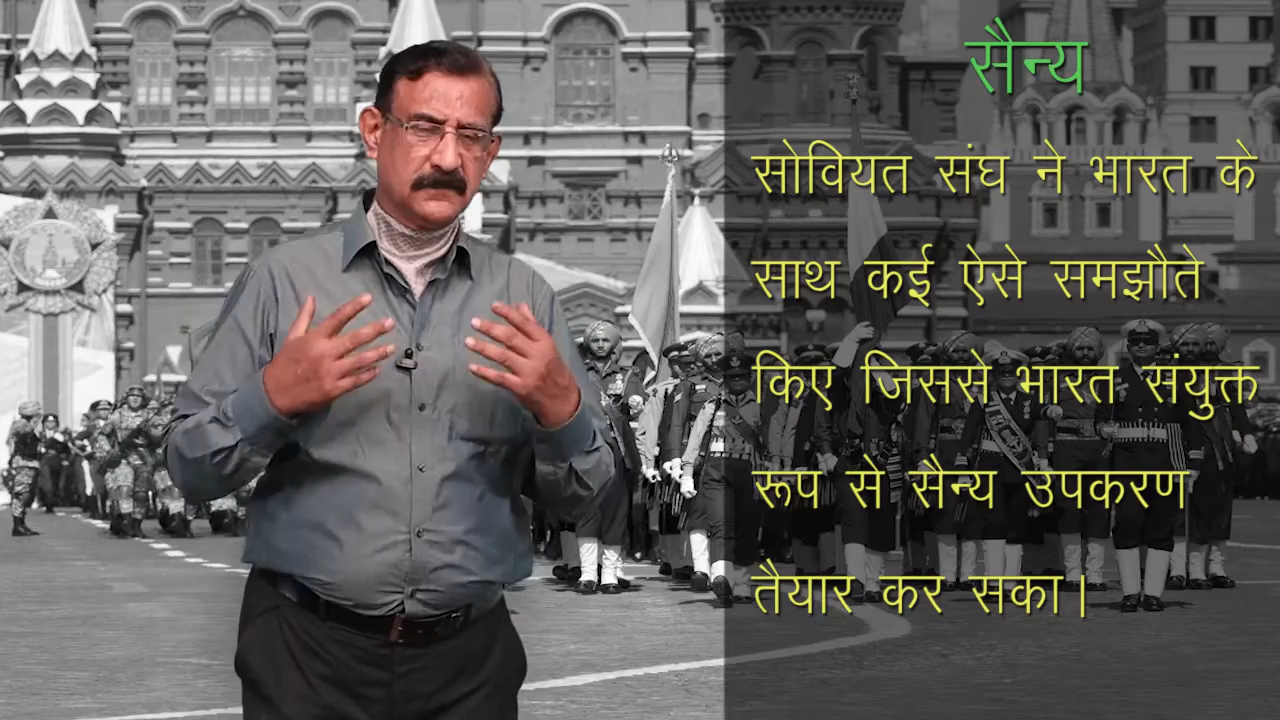 सैन्य
सोवियत संघ ने भारत के
साथ कई ऐसे समझौते
किए जिससे भारत संयुक्त
रूप से सैन्य उपकरण
तैयार कर सका।